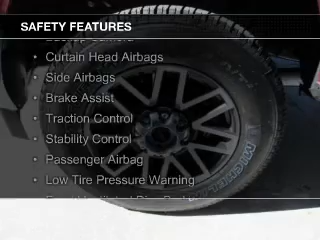 SAFETY FEATURES
• Curtain Head Airbags
• Side Airbags
• Brake Assist
• Traction Control
• Stability Control
• Passenger Airbag
• Low Tire Pressure Warning